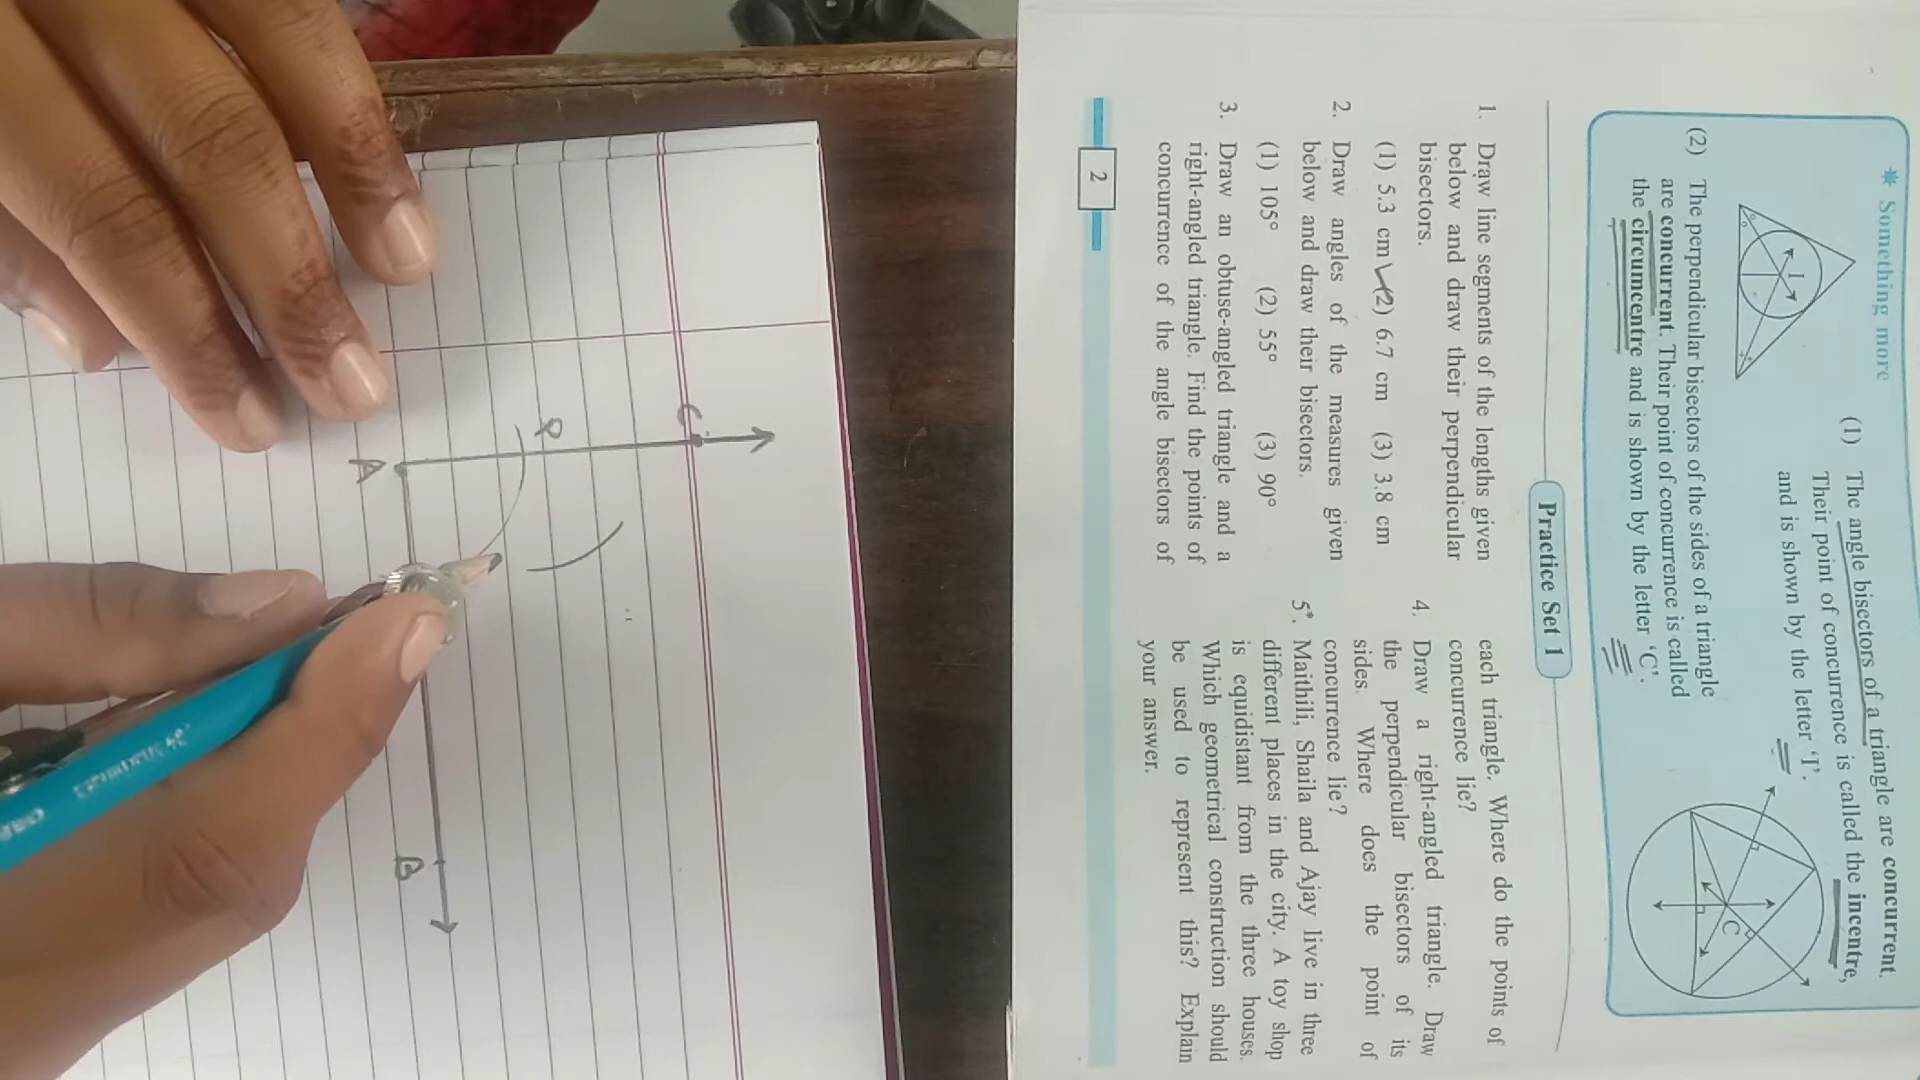 * Something more
(1) The angle bisectors of a triangle are concurrent.
Their point of concurrence is called the incentre,
and is shown by the letter 'I'.
I
(2) The perpendicular bisectors of the sides of a triangle
are concurrent. Their point of concurrence is called
the circumcentre and is shown by the letter 'C'.
C
Practice Set 1
1. Draw line segments of the lengths given
below and draw their perpendicular
bisectors.
(1) 5.3 cm (2) 6.7 cm (3) 3.8 cm
2. Draw angles of the measures given
below and draw their bisectors.
(1) 105° (2) 55° (3) 90°
3. Draw an obtuse-angled triangle and a
right-angled triangle. Find the points of
concurrence of the angle bisectors of
each triangle. Where do the points of
concurrence lie?
4. Draw a right-angled triangle. Draw
the perpendicular bisectors of its
sides. Where does the point of
concurrence lie?
5*. Maithili, Shaila and Ajay live in three
different places in the city. A toy shop
is equidistant from the three houses.
Which geometrical construction should
be used to represent this? Explain
your answer.
2
C
P
A
B